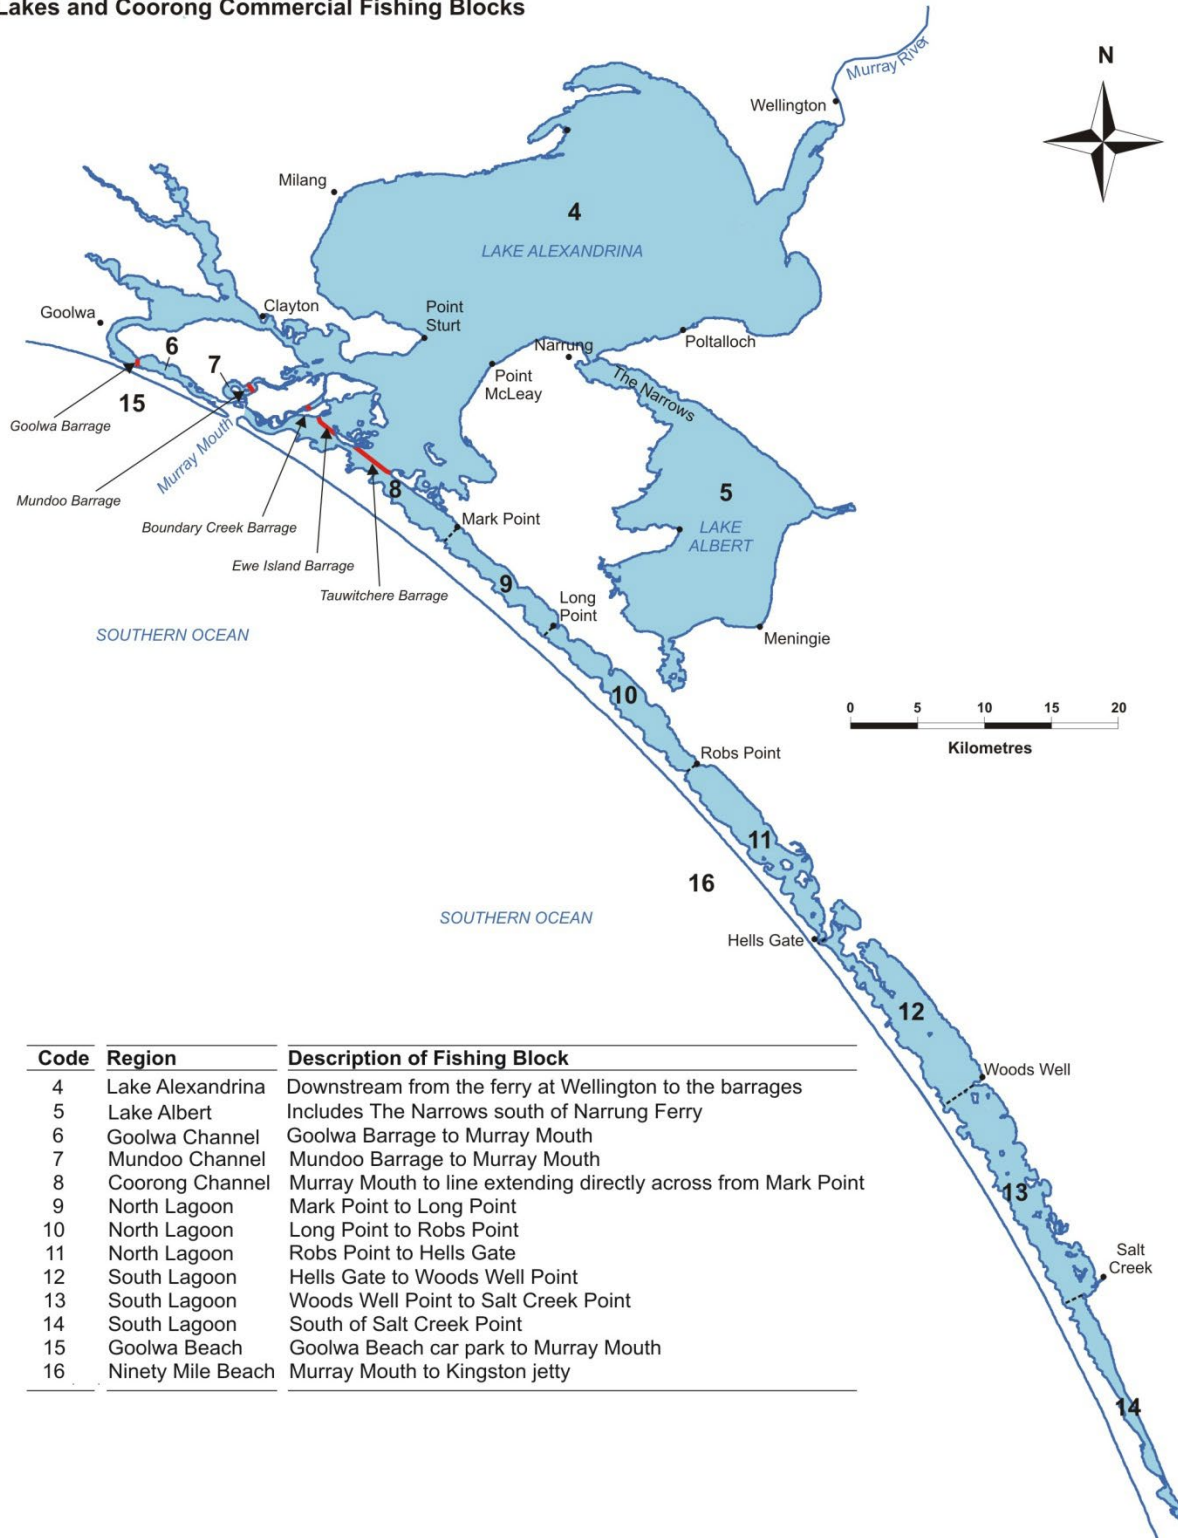 Lakes and Coorong Commercial Fishing Blocks
N
Murray River
Wellington
Milang
4
LAKE ALEXANDRINA
Goolwa
Clayton
Point
Sturt
Narrung
Poltalloch
6
7
Point
McLeay
The Narrows
15
Goolwa Barrage
Murray Mouth
Mundoo Barrage
8
5
LAKE
ALBERT
Boundary Creek Barrage
Mark Point
Ewe Island Barrage
Tauwitchere Barrage
9
Long
Point
SOUTHERN OCEAN
Meningie
10
0 5 10 15 20
Kilometres
Robs Point
11
16
SOUTHERN OCEAN
Hells Gate
12
Woods Well
13
Salt
Creek
14
Code Region Description of Fishing Block
4 Lake Alexandrina Downstream from the ferry at Wellington to the barrages
5 Lake Albert Includes The Narrows south of Narrung Ferry
6 Goolwa Channel Goolwa Barrage to Murray Mouth
7 Mundoo Channel Mundoo Barrage to Murray Mouth
8 Coorong Channel Murray Mouth to line extending directly across from Mark Point
9 North Lagoon Mark Point to Long Point
10 North Lagoon Long Point to Robs Point
11 North Lagoon Robs Point to Hells Gate
12 South Lagoon Hells Gate to Woods Well Point
13 South Lagoon Woods Well Point to Salt Creek Point
14 South Lagoon South of Salt Creek Point
15 Goolwa Beach Goolwa Beach car park to Murray Mouth
16 Ninety Mile Beach Murray Mouth to Kingston jetty